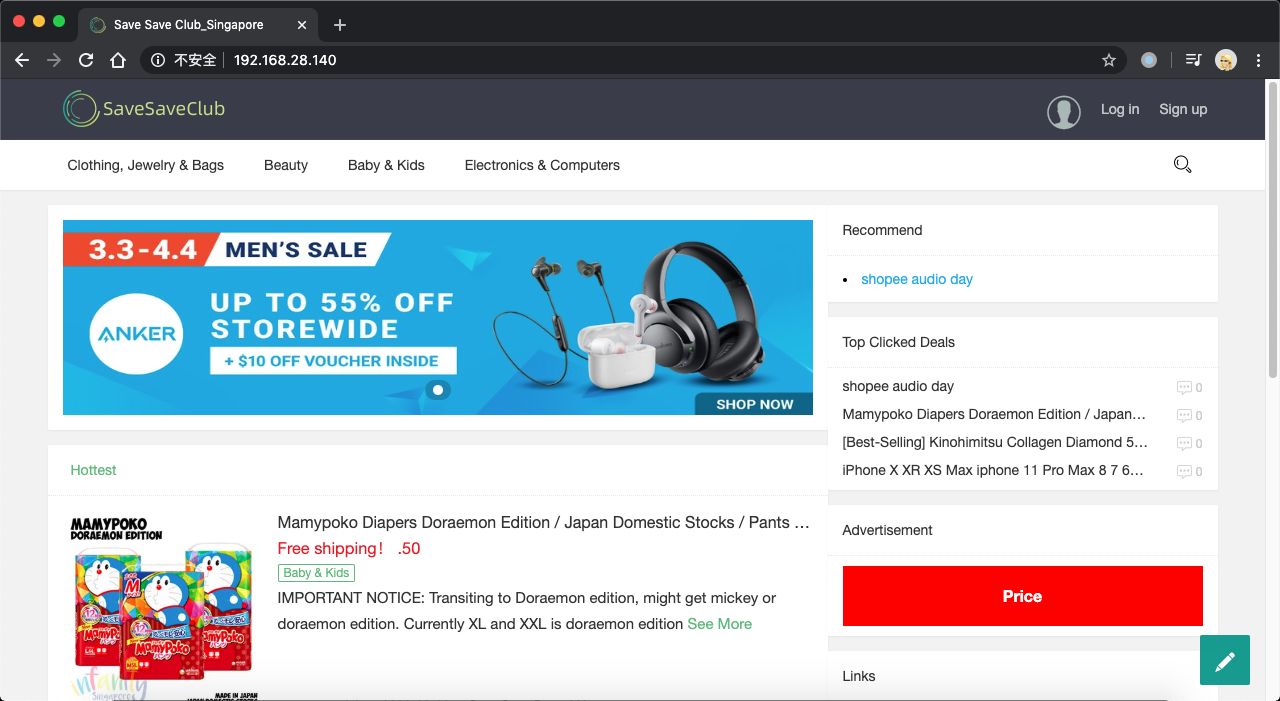 Save Save Club_Singapore
不安全
192.168.28.140
SaveSaveClub
Log in
Sign up
Clothing, Jewelry & Bags
Beauty
Baby & Kids
Electronics & Computers
3.3-4.4 MEN'S SALE
ANKER
UP TO 55% OFF
STOREWIDE
+ $10 OFF VOUCHER INSIDE
SHOP NOW
Recommend
shopee audio day
Top Clicked Deals
shopee audio day 0
Mamypoko Diapers Doraemon Edition / Japan… 0
[Best-Selling] Kinohimitsu Collagen Diamond 5… 0
iPhone X XR XS Max iphone 11 Pro Max 8 7 6… 0
Hottest
MAMYPOKO
DORAEMON EDITION
MamyPoko
infanity
Singapore
MADE IN JAPAN
Mamypoko Diapers Doraemon Edition / Japan Domestic Stocks / Pants …
Free shipping！ .50
Baby & Kids
IMPORTANT NOTICE: Transiting to Doraemon edition, might get mickey or
doraemon edition. Currently XL and XXL is doraemon edition See More
Advertisement
Price
Links